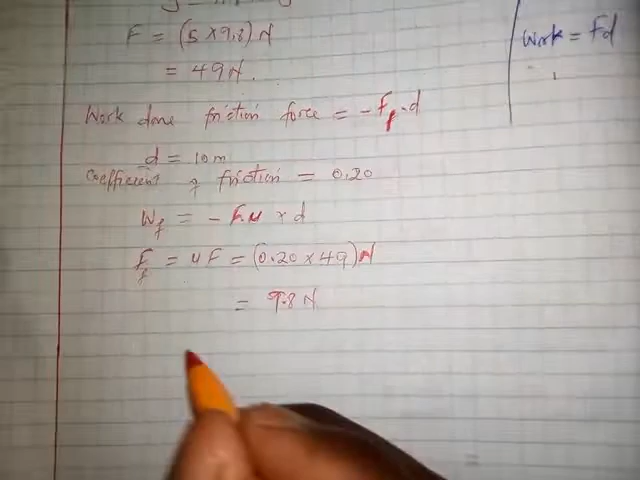 F = (5 × 9.8) N
= 49 N.
Work = Fd
Work done friction force = -Ff · d
d = 10 m
Coefficient of friction = 0.20
Wf = - F.μ × d
Ff = μF = (0.20 × 49) N
= 9.8 N